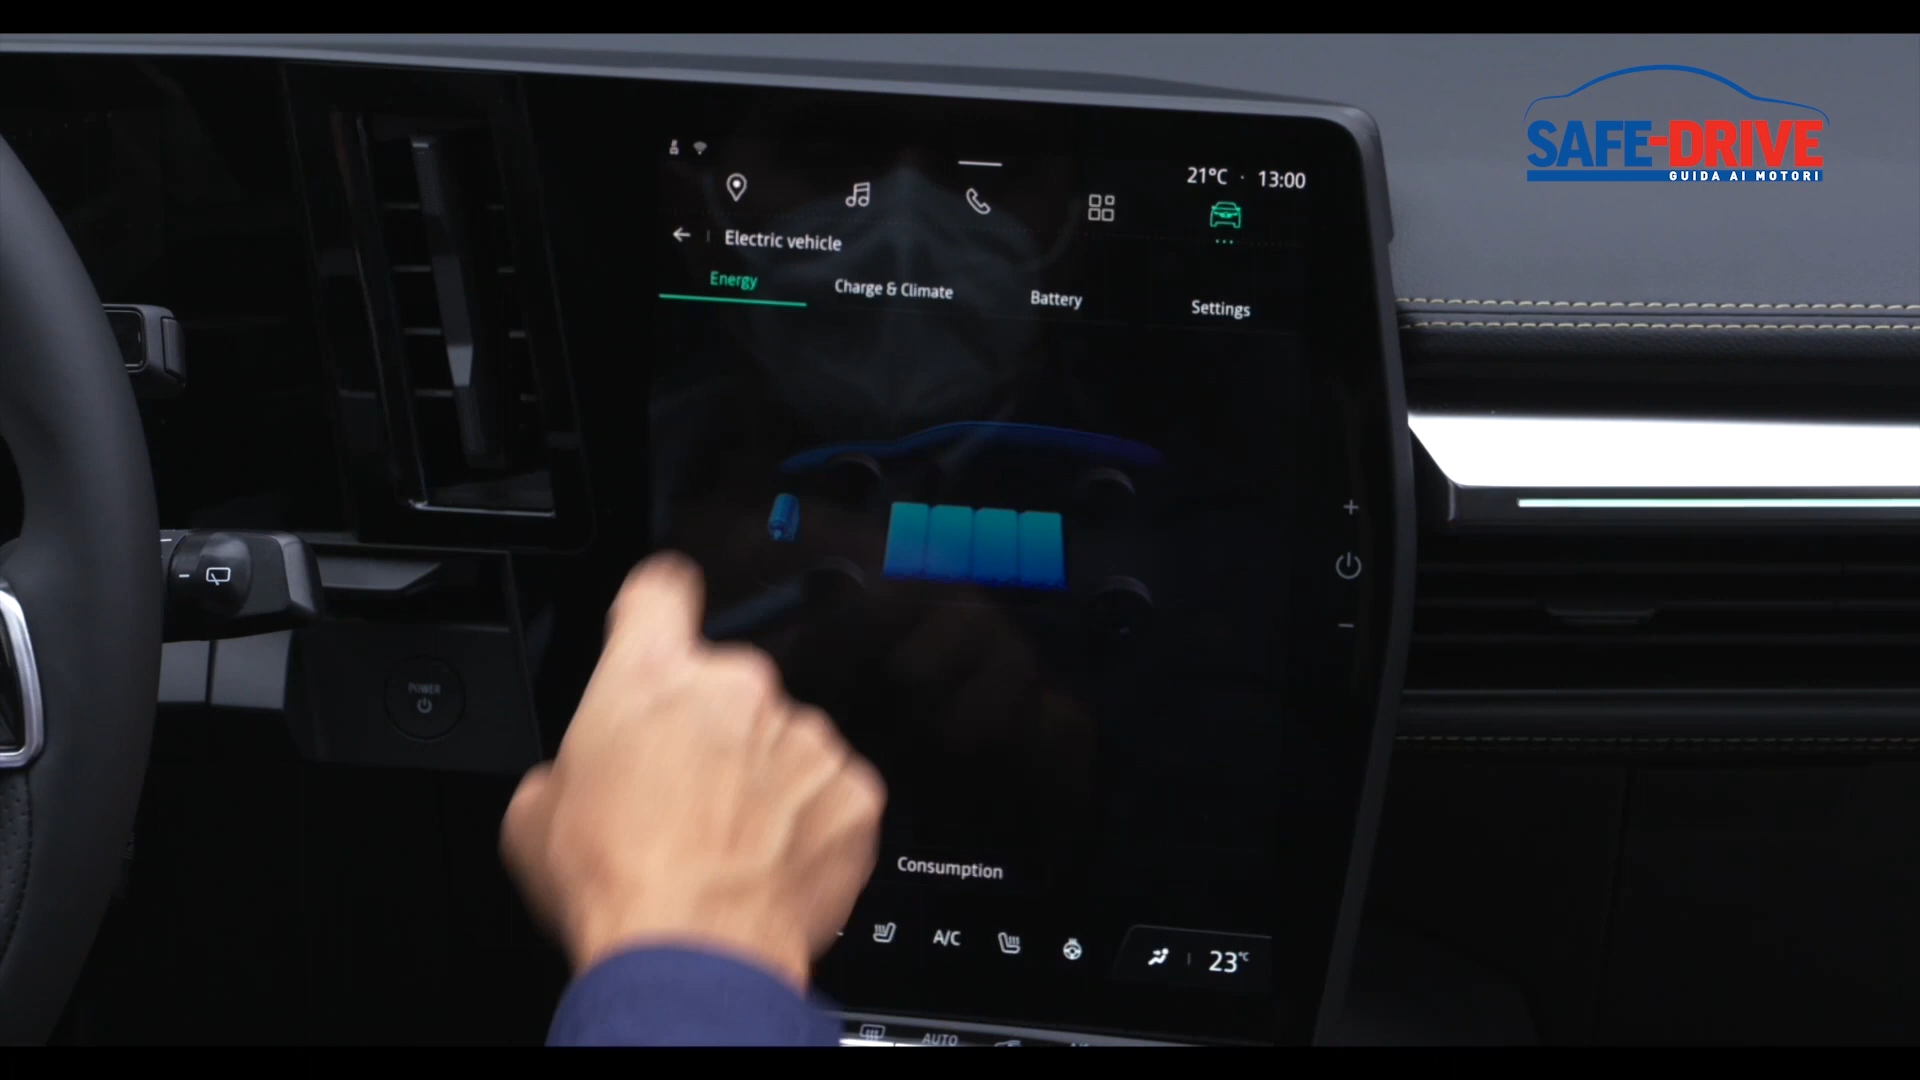 SAFE-DRIVE
GUIDA AI MOTORI
21°C · 13:00
Electric vehicle
Energy
Charge & Climate
Battery
Settings
POWER
Consumption
A/C
23°C
AUTO